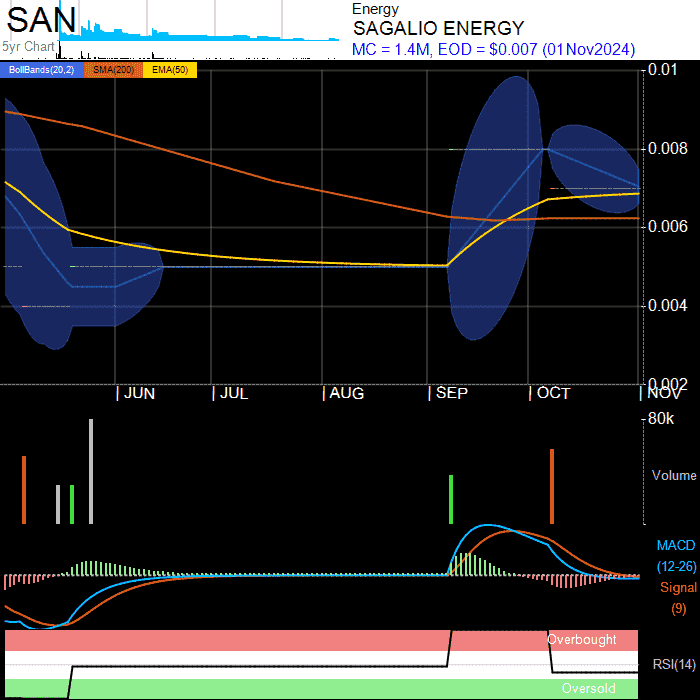 SAN
5yr Chart
Energy
SAGALIO ENERGY
MC = 1.4M, EOD = $0.007 (01Nov2024)
BollBands(20,2) SMA(200) EMA(50)
0.01
0.008
0.006
0.004
0.002
JUN JUL AUG SEP OCT NOV
80k
Volume
MACD
(12-26)
Signal
(9)
Overbought
RSI(14)
Oversold